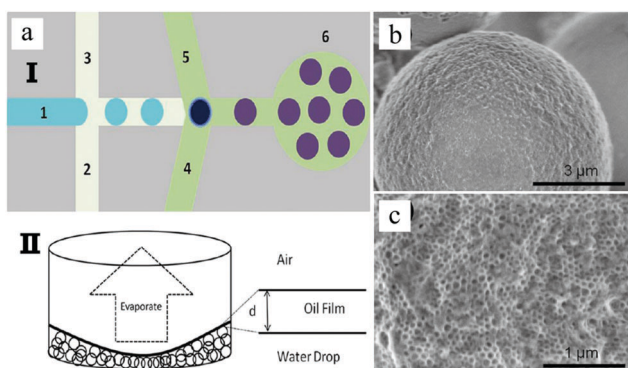 a
I
3
5
6
1
2
4
II
Evaporate
Air
d
Oil Film
Water Drop
b
3 µm
c
1 µm